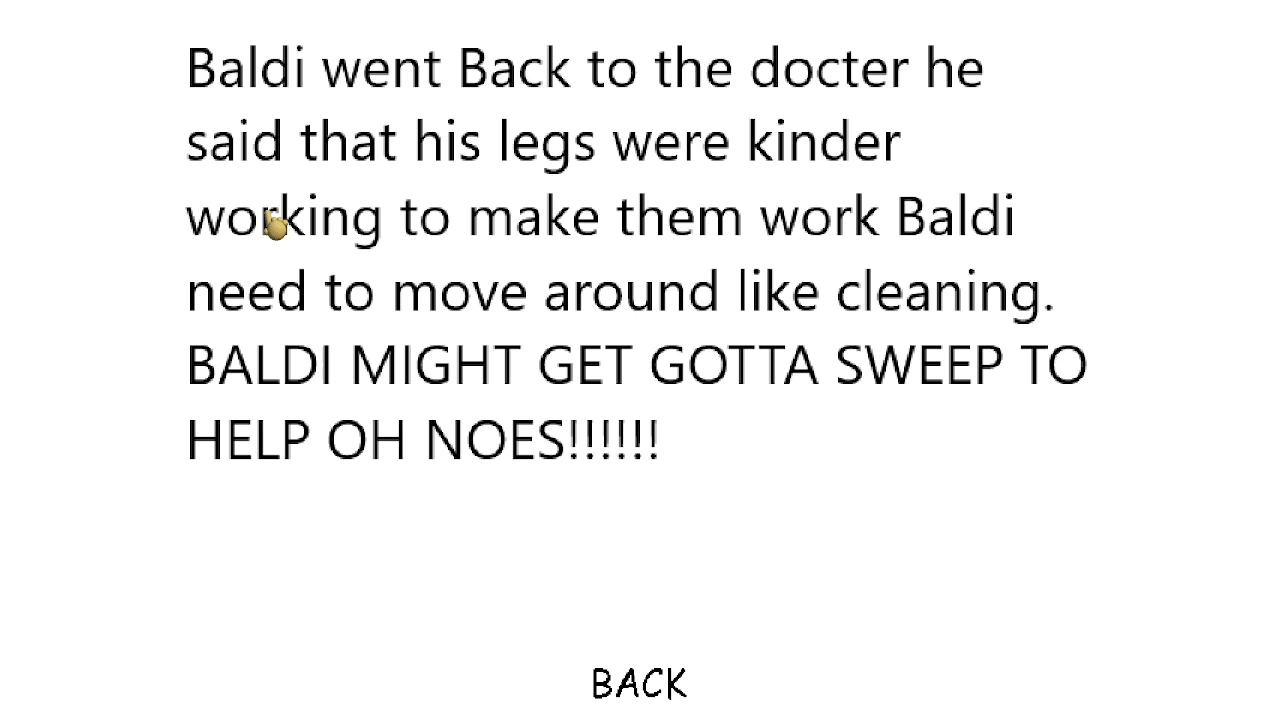 Baldi went Back to the docter he
said that his legs were kinder
working to make them work Baldi
need to move around like cleaning.
BALDI MIGHT GET GOTTA SWEEP TO
HELP OH NOES!!!!!!
BACK